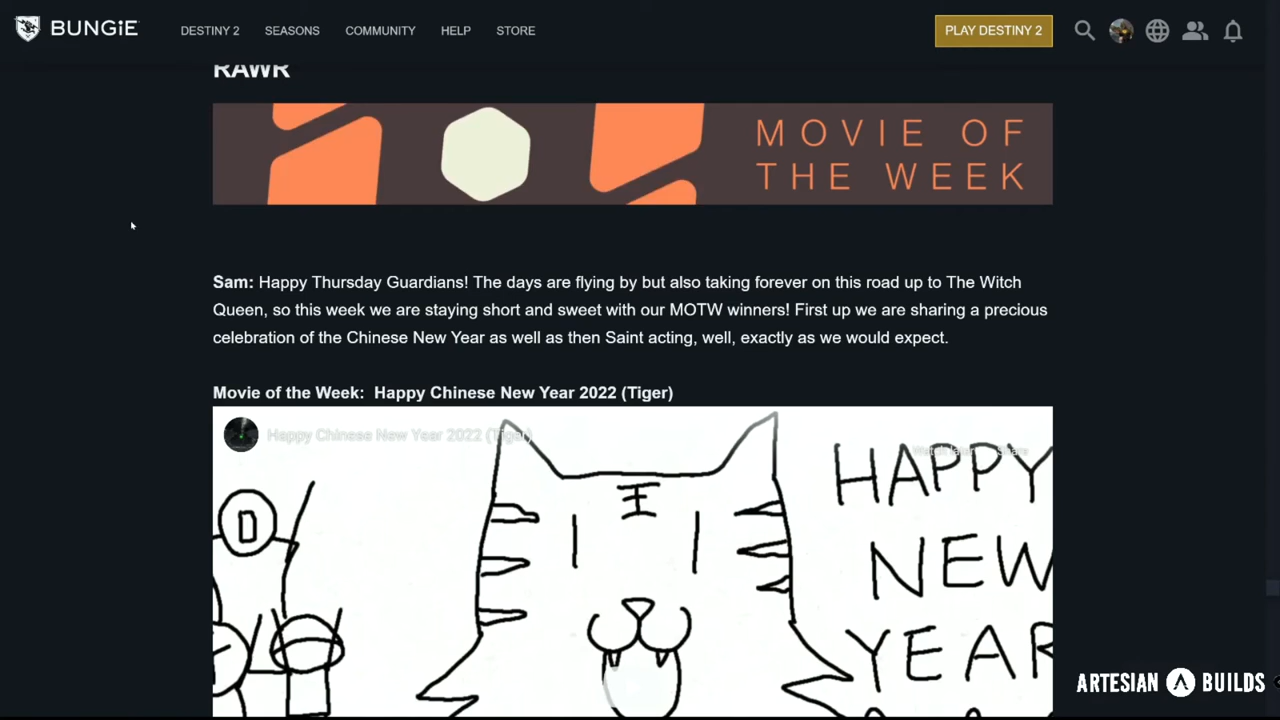 BUNGiE
DESTINY 2 SEASONS COMMUNITY HELP STORE
PLAY DESTINY 2
RAWR
MOVIE OF
THE WEEK
Sam: Happy Thursday Guardians! The days are flying by but also taking forever on this road up to The Witch
Queen, so this week we are staying short and sweet with our MOTW winners! First up we are sharing a precious
celebration of the Chinese New Year as well as then Saint acting, well, exactly as we would expect.
Movie of the Week: Happy Chinese New Year 2022 (Tiger)
Happy Chinese New Year 2022 (Tiger)
Watch later Share
HAPPY
NEW
YEAR
D
王
ARTESIAN BUILDS